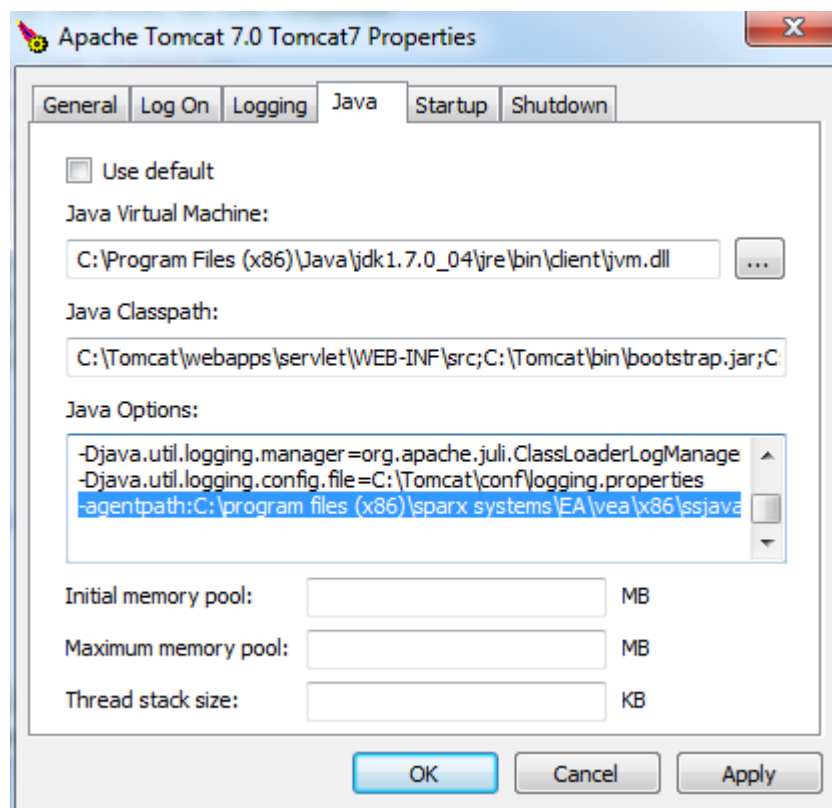 Apache Tomcat 7.0 Tomcat7 Properties
General Log On Logging Java Startup Shutdown
Use default
Java Virtual Machine:
C:\Program Files (x86)\Java\jdk1.7.0_04\jre\bin\client\jvm.dll ...
Java Classpath:
C:\Tomcat\webapps\servlet\WEB-INF\src;C:\Tomcat\bin\bootstrap.jar;C:
Java Options:
-Djava.util.logging.manager=org.apache.juli.ClassLoaderLogManage
-Djava.util.logging.config.file=C:\Tomcat\conf\logging.properties
-agentpath:C:\program files (x86)\sparx systems\EA\vea\x86\ssjava
Initial memory pool: MB
Maximum memory pool: MB
Thread stack size: KB
OK Cancel Apply